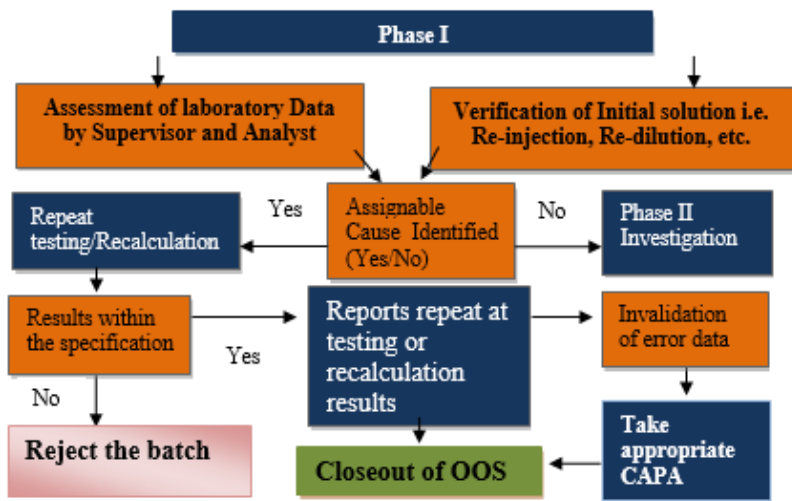 Phase I
Assessment of laboratory Data
by Supervisor and Analyst
Verification of Initial solution i.e.
Re-injection, Re-dilution, etc.
Repeat
testing/Recalculation
Yes
Assignable
Cause Identified
(Yes/No)
No
Phase II
Investigation
Results within
the specification
Yes
Reports repeat at
testing or
recalculation
results
Invalidation
of error data
No
Reject the batch
Closeout of OOS
Take
appropriate
CAPA